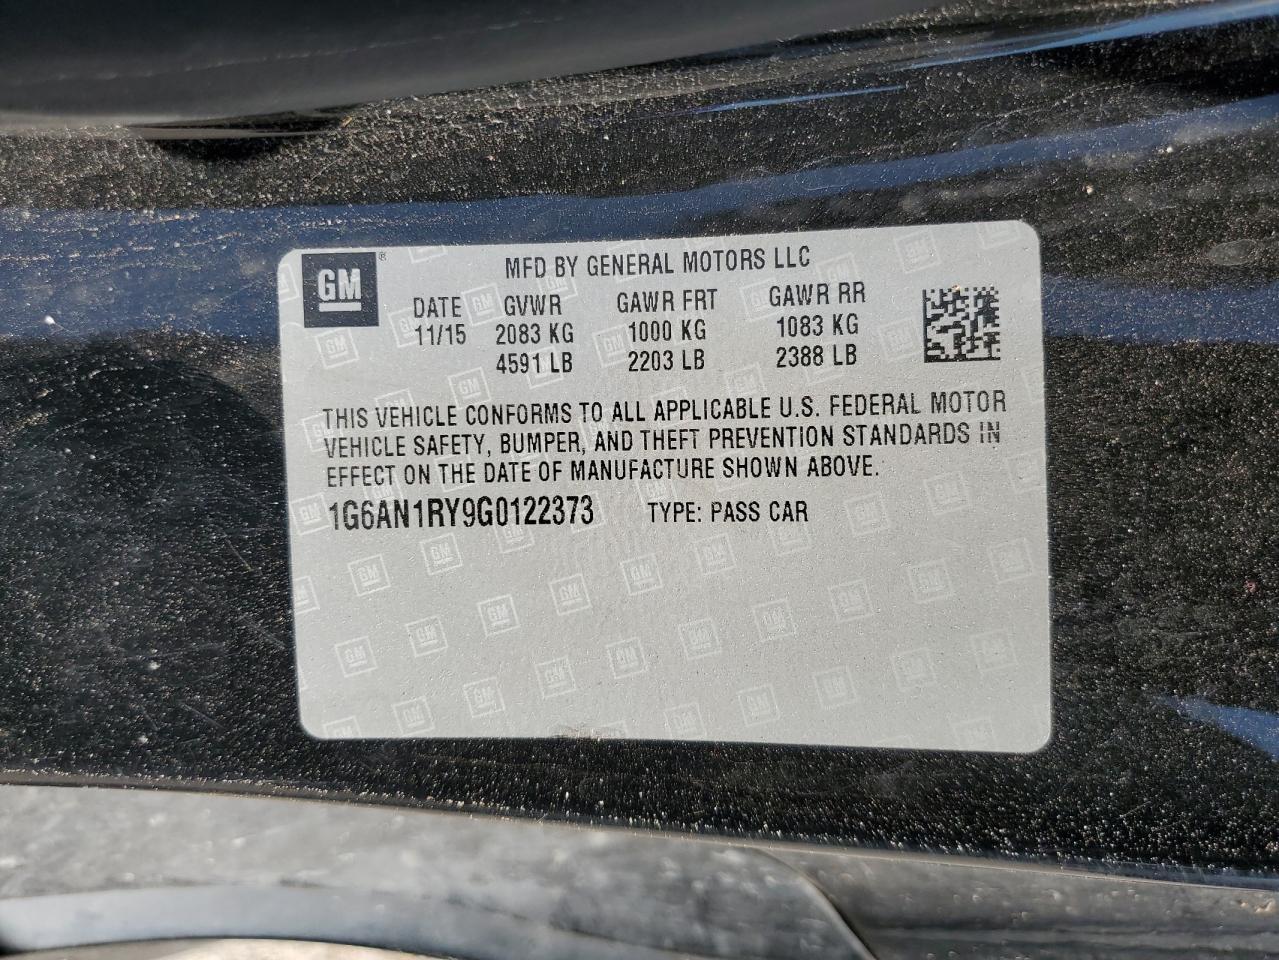 GM ®
MFD BY GENERAL MOTORS LLC
DATE GVWR GAWR FRT GAWR RR
11/15 2083 KG 1000 KG 1083 KG
4591 LB 2203 LB 2388 LB
THIS VEHICLE CONFORMS TO ALL APPLICABLE U.S. FEDERAL MOTOR
VEHICLE SAFETY, BUMPER, AND THEFT PREVENTION STANDARDS IN
EFFECT ON THE DATE OF MANUFACTURE SHOWN ABOVE.
1G6AN1RY9G0122373 TYPE: PASS CAR